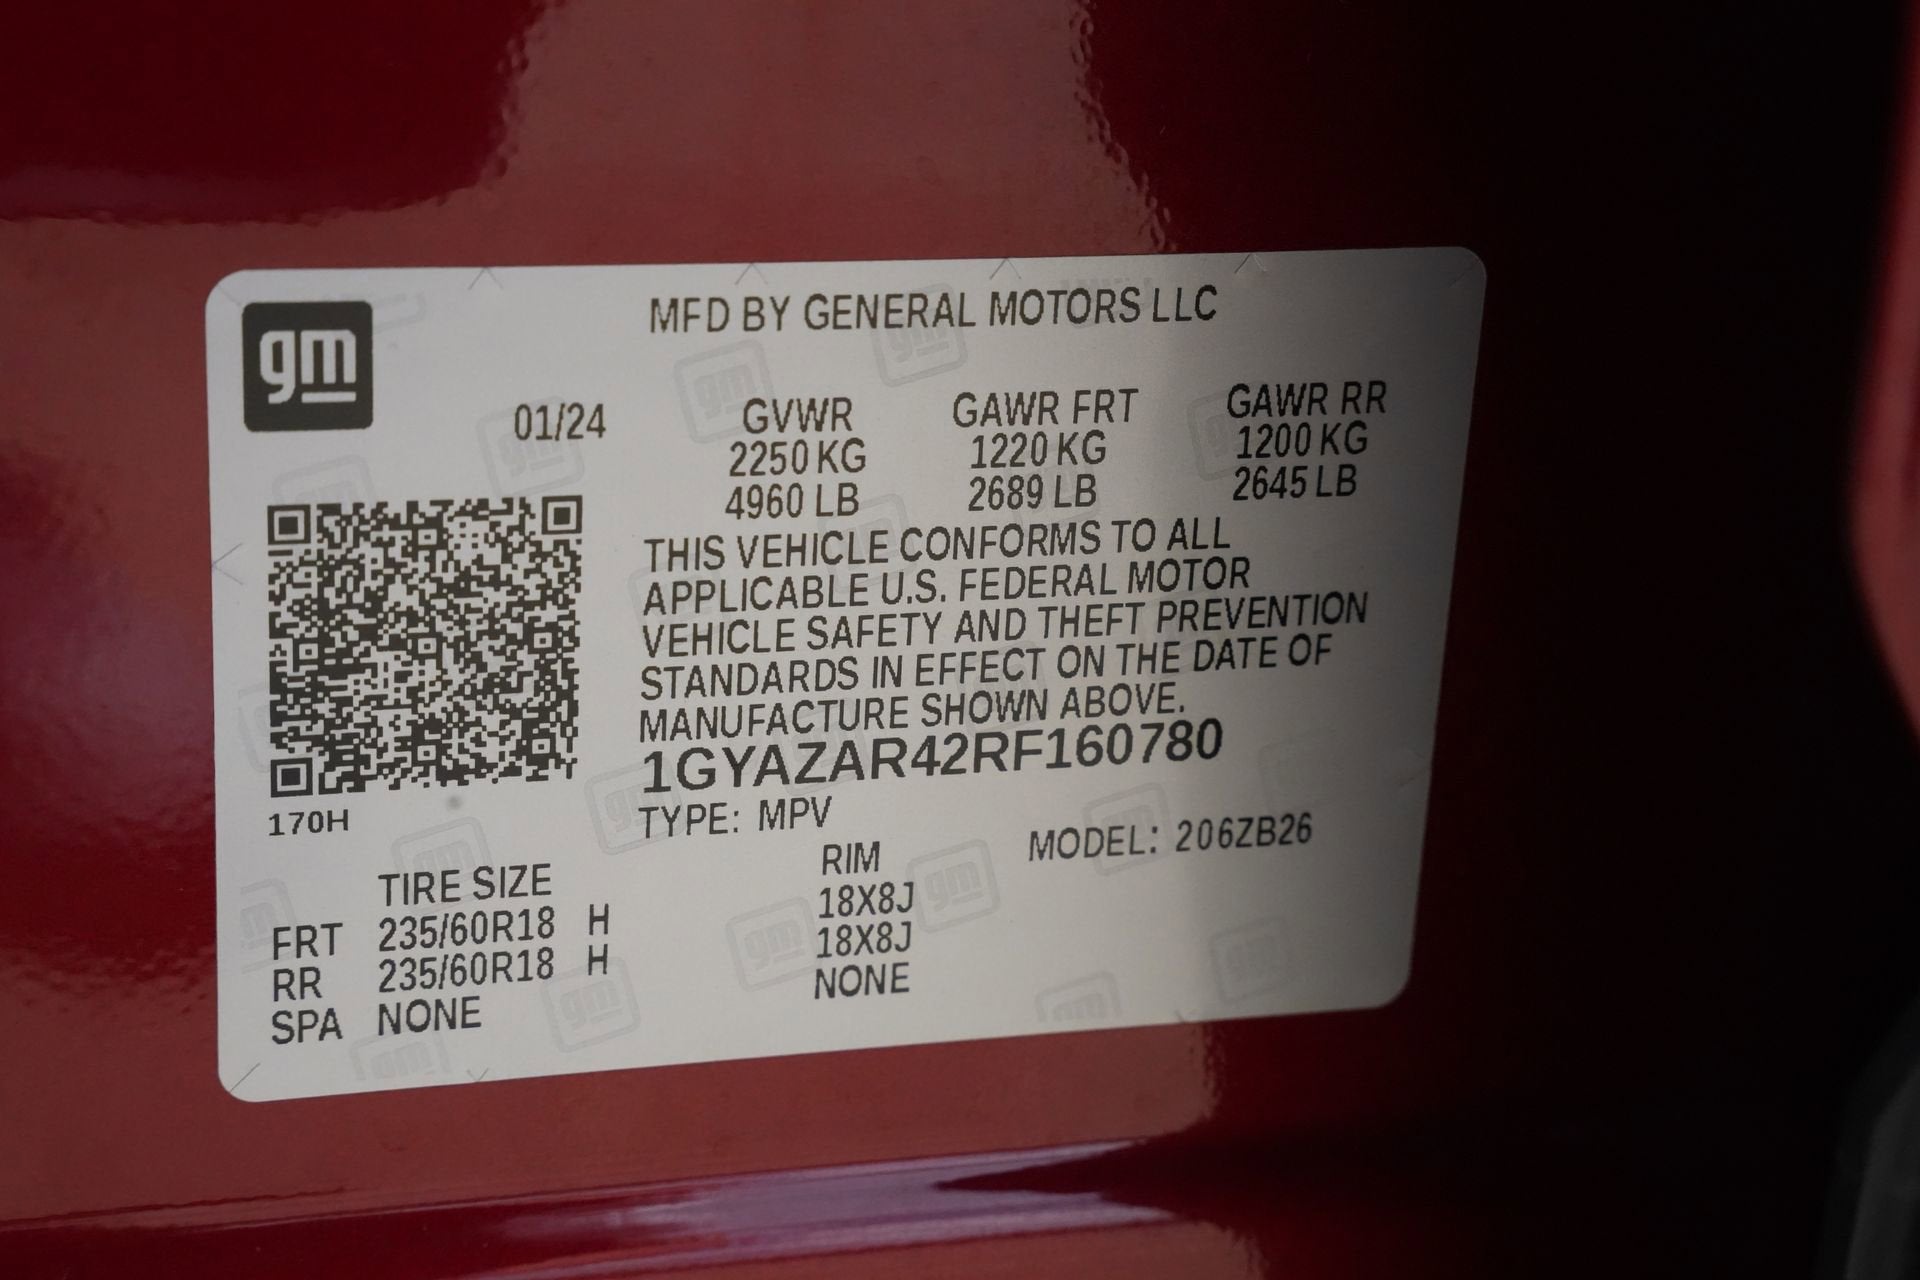 gm
MFD BY GENERAL MOTORS LLC
01/24 GVWR GAWR FRT GAWR RR
2250 KG 1220 KG 1200 KG
4960 LB 2689 LB 2645 LB
THIS VEHICLE CONFORMS TO ALL
APPLICABLE U.S. FEDERAL MOTOR
VEHICLE SAFETY AND THEFT PREVENTION
STANDARDS IN EFFECT ON THE DATE OF
MANUFACTURE SHOWN ABOVE.
1GYAZAR42RF160780
170H
TYPE: MPV MODEL: 206ZB26
TIRE SIZE RIM
FRT 235/60R18 H 18X8J
RR 235/60R18 H 18X8J
SPA NONE NONE